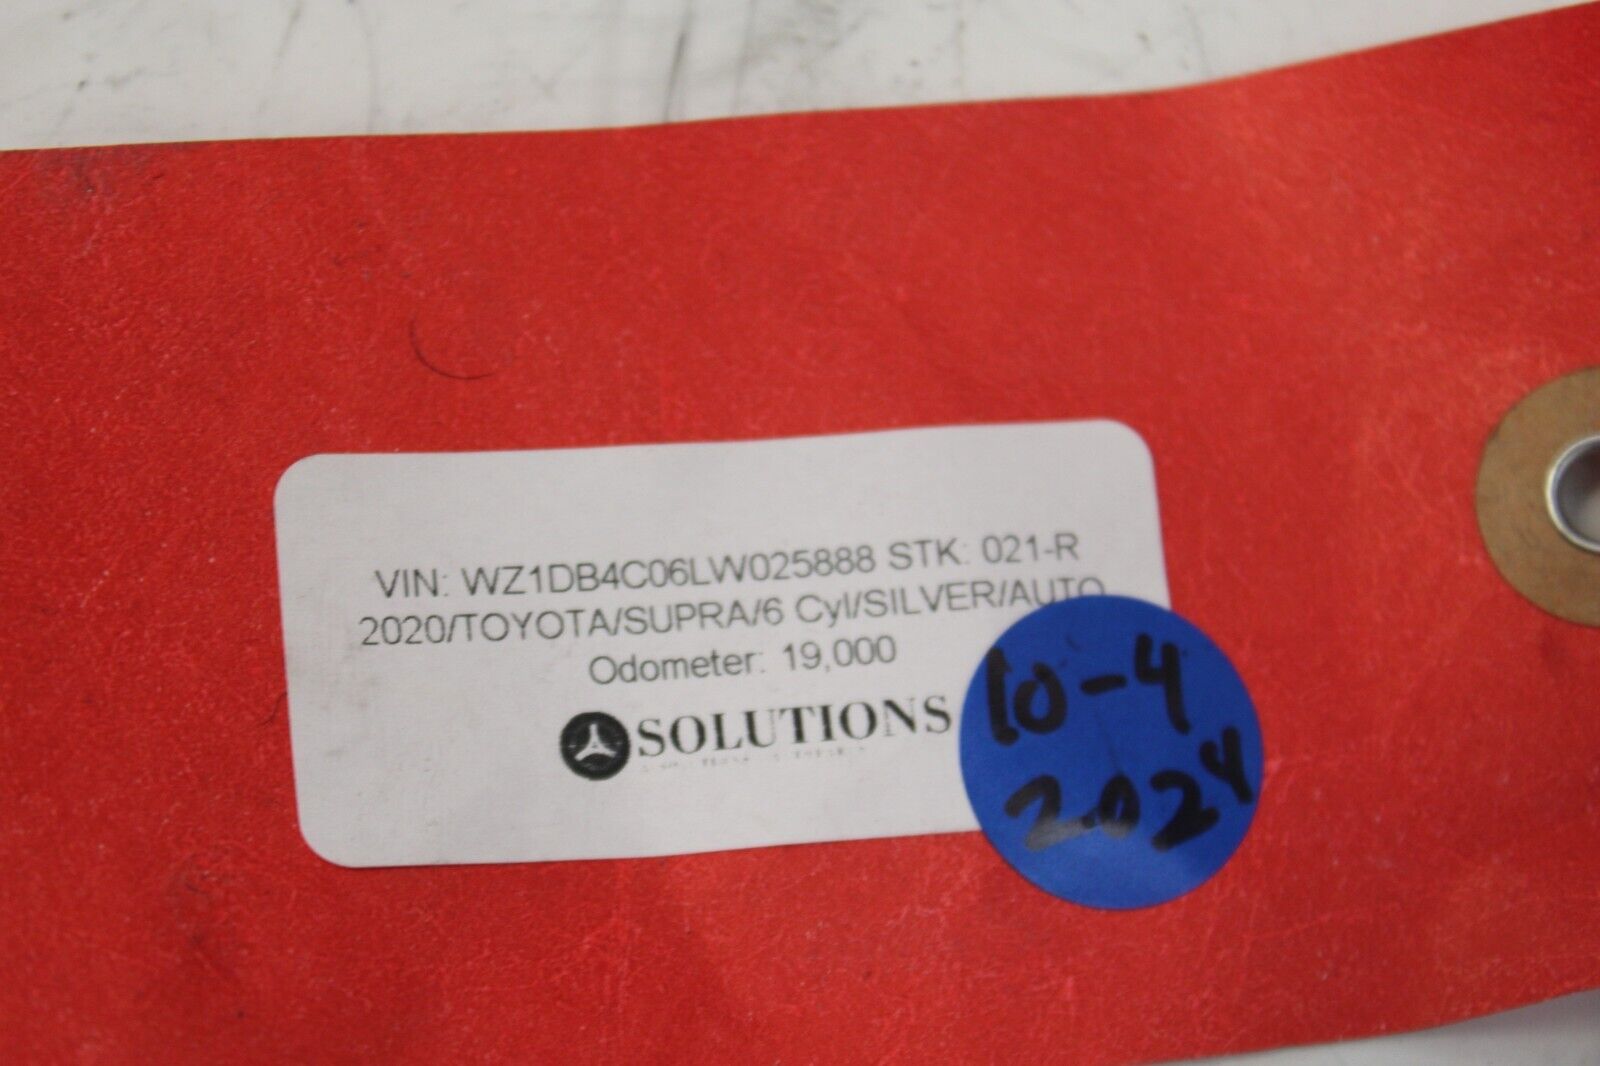 VIN: WZ1DB4C06LW025888 STK: 021-R
2020/TOYOTA/SUPRA/6 Cyl/SILVER/AUTO
Odometer: 19,000
SOLUTIONS
10-4
2024